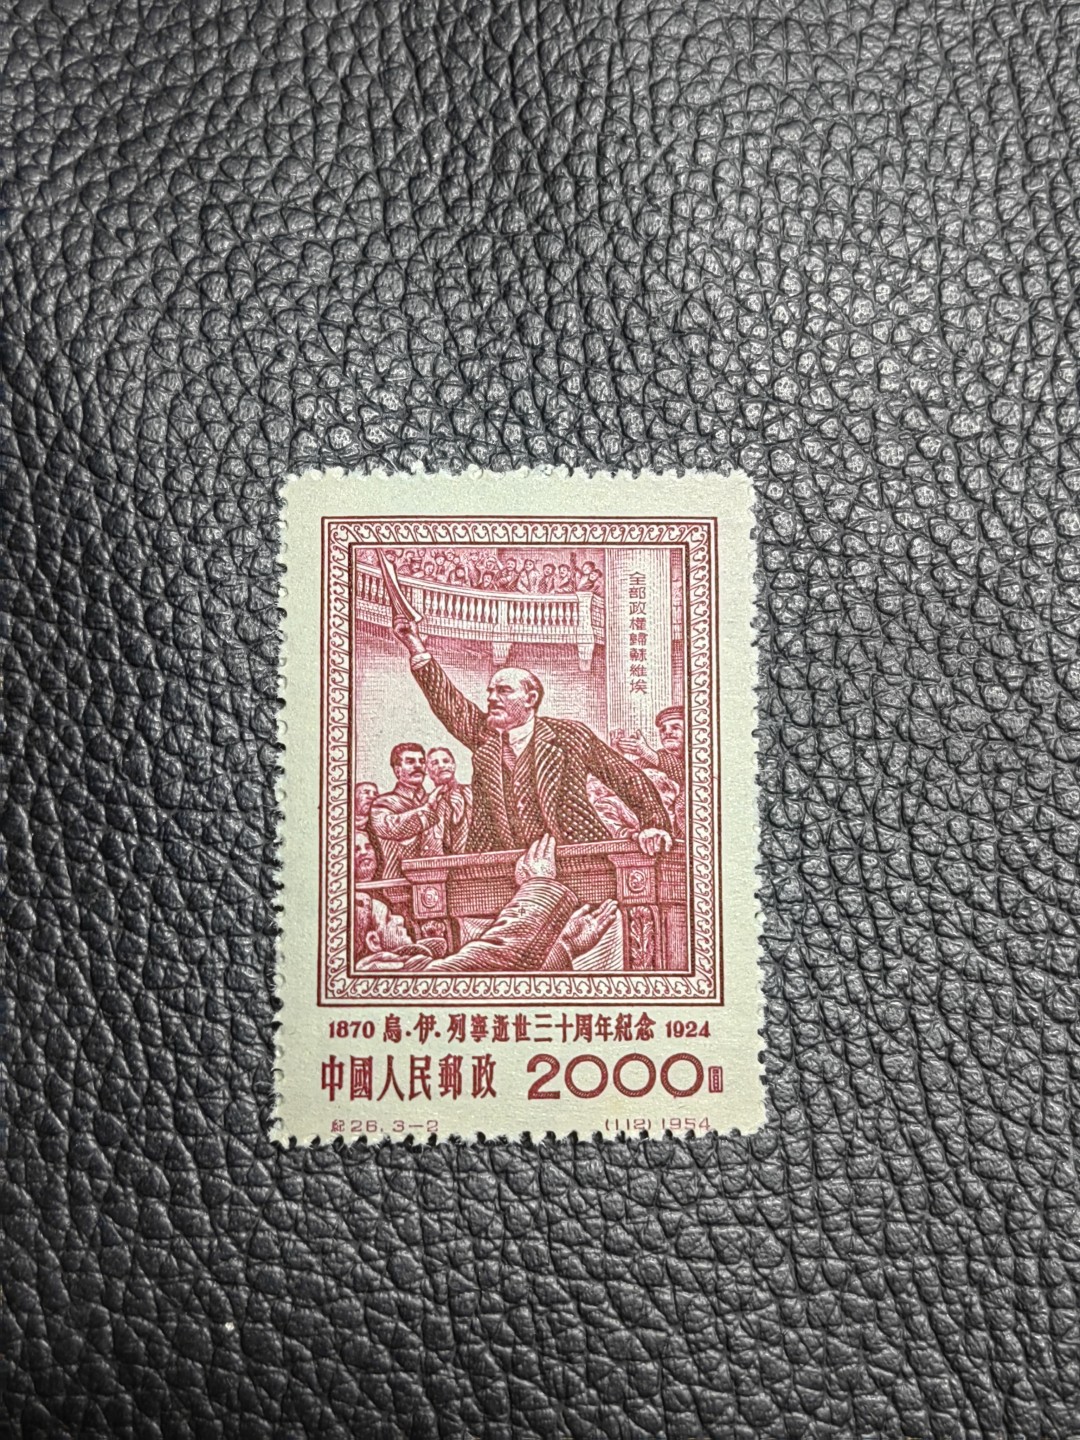 全部政權歸蘇維埃
1870 烏·伊·列寧逝世三十周年紀念 1924
中國人民郵政 2000圓
紀26.3-2 (112) 1954